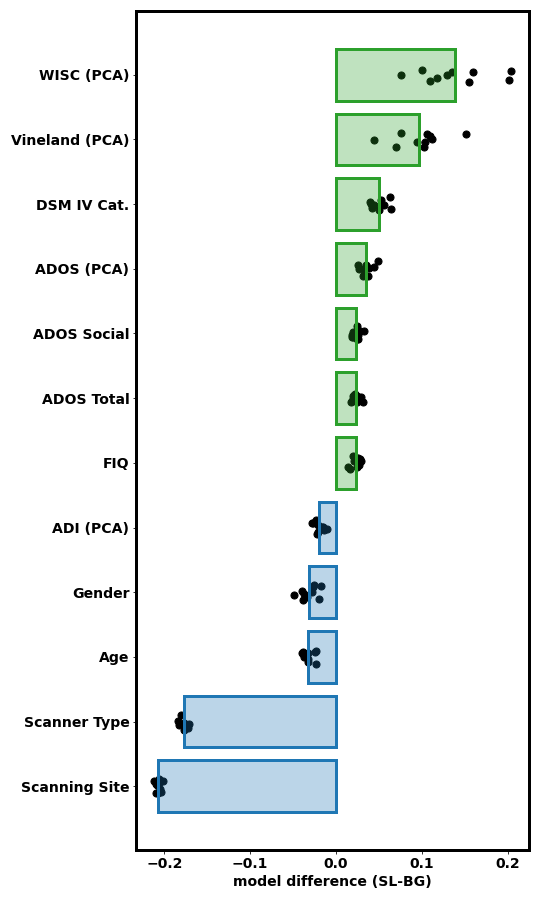 WISC (PCA)
Vineland (PCA)
DSM IV Cat.
ADOS (PCA)
ADOS Social
ADOS Total
FIQ
ADI (PCA)
Gender
Age
Scanner Type
Scanning Site
−0.2 −0.1 0.0 0.1 0.2
model difference (SL-BG)